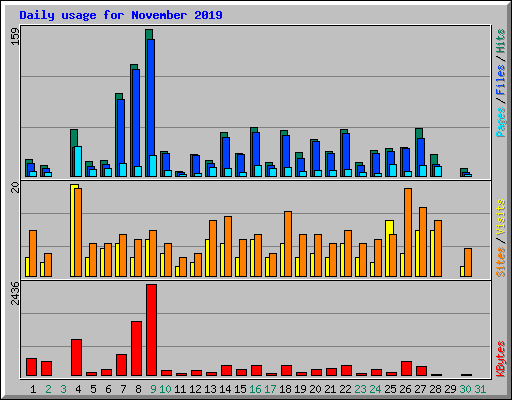 Daily usage for November 2019
159
Pages/Files/Hits
20
Sites/Visits
2436
KBytes
1 2 3 4 5 6 7 8 9 10 11 12 13 14 15 16 17 18 19 20 21 22 23 24 25 26 27 28 29 30 31